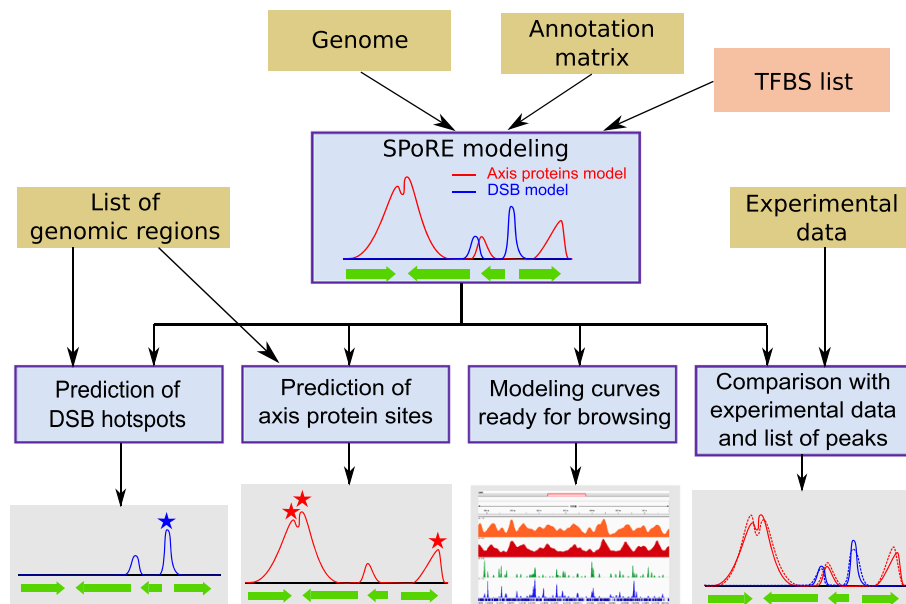 Genome
Annotation
matrix
TFBS list
SPoRE modeling
Axis proteins model
DSB model
List of
genomic regions
Experimental
data
Prediction of
DSB hotspots
Prediction of
axis protein sites
Modeling curves
ready for browsing
Comparison with
experimental data
and list of peaks